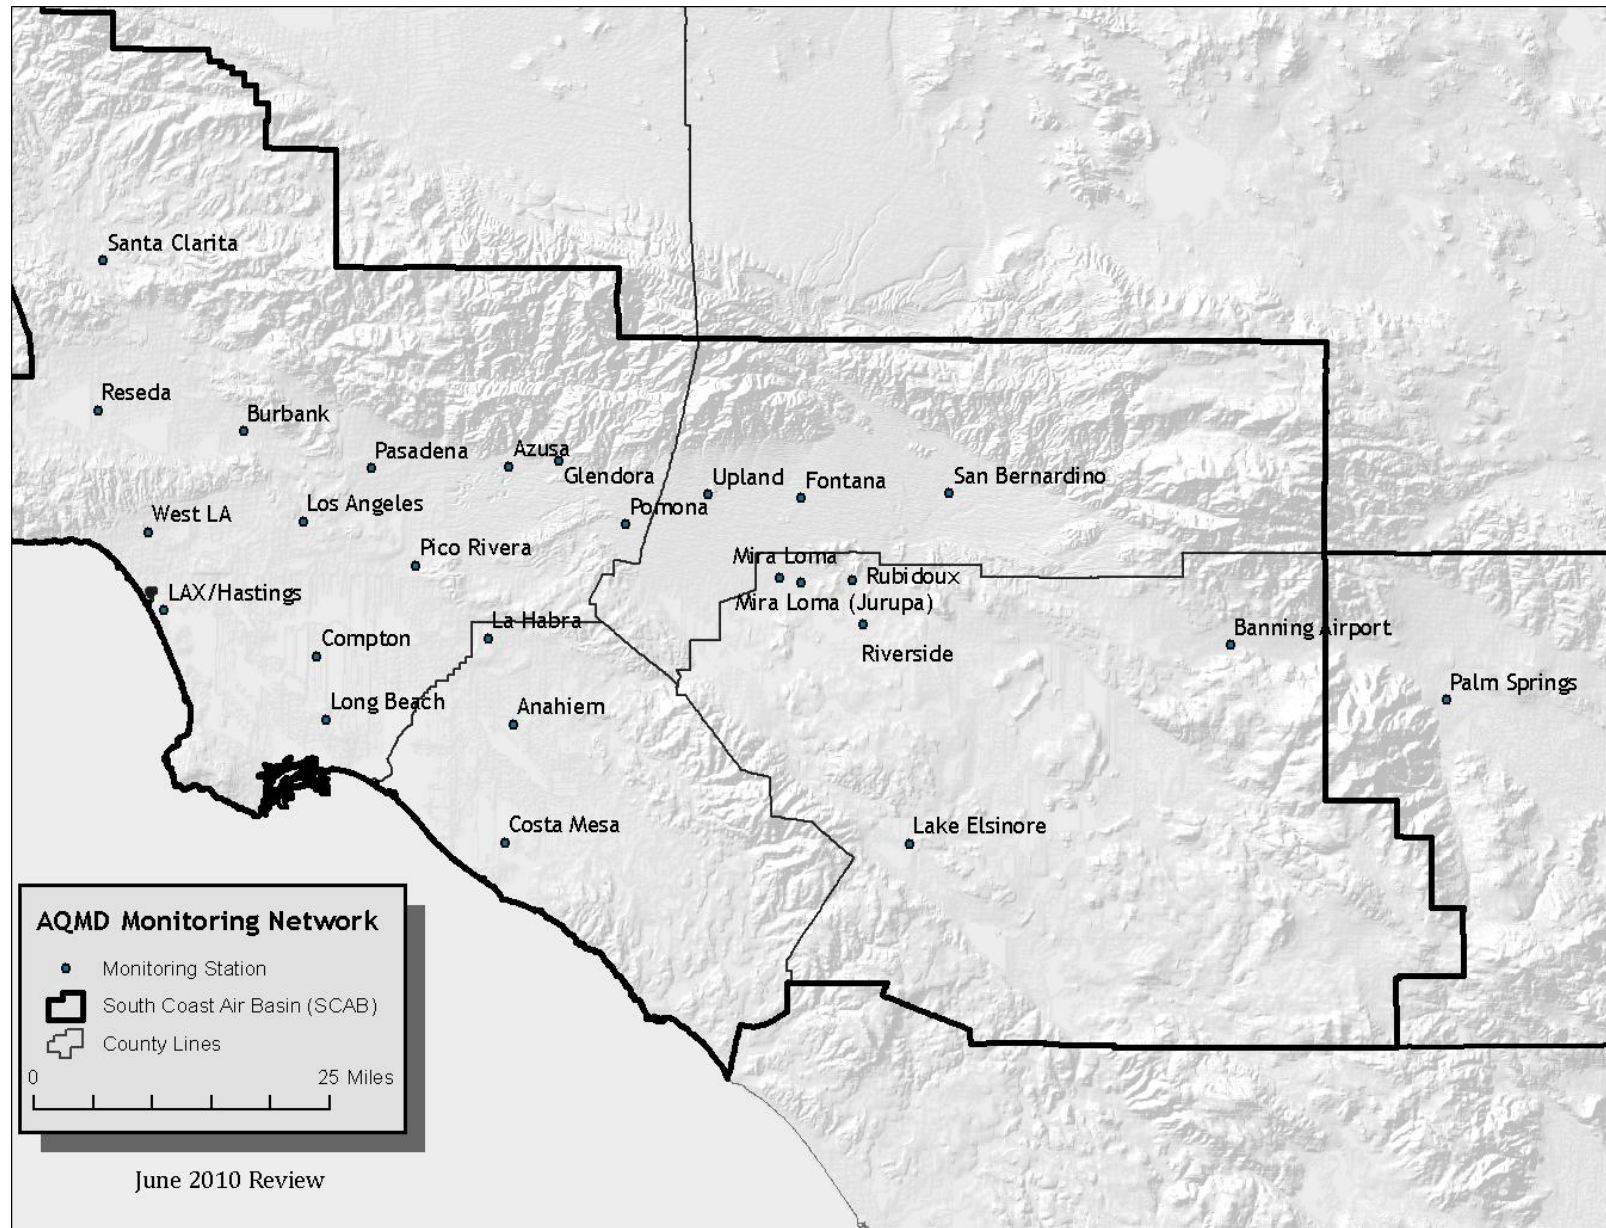 Santa Clarita
Reseda
Burbank
Pasadena
Azusa
Glendora
Upland
Fontana
San Bernardino
Los Angeles
West LA
Pomona
Pico Rivera
Mira Loma
Rubidoux
LAX/Hastings
Mira Loma (Jurupa)
La Habra
Banning Airport
Compton
Riverside
Palm Springs
Long Beach
Anahiem
Costa Mesa
Lake Elsinore
AQMD Monitoring Network
Monitoring Station
South Coast Air Basin (SCAB)
County Lines
0 25 Miles
June 2010 Review